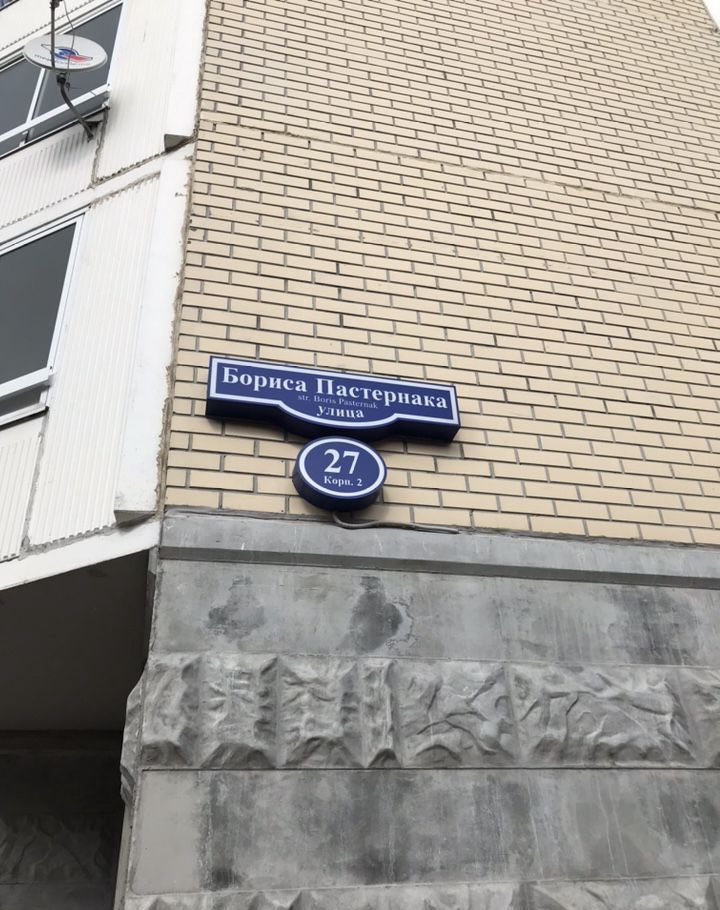 Бориса Пастернака
str. Boris Pasternak
улица
27
Корп. 2